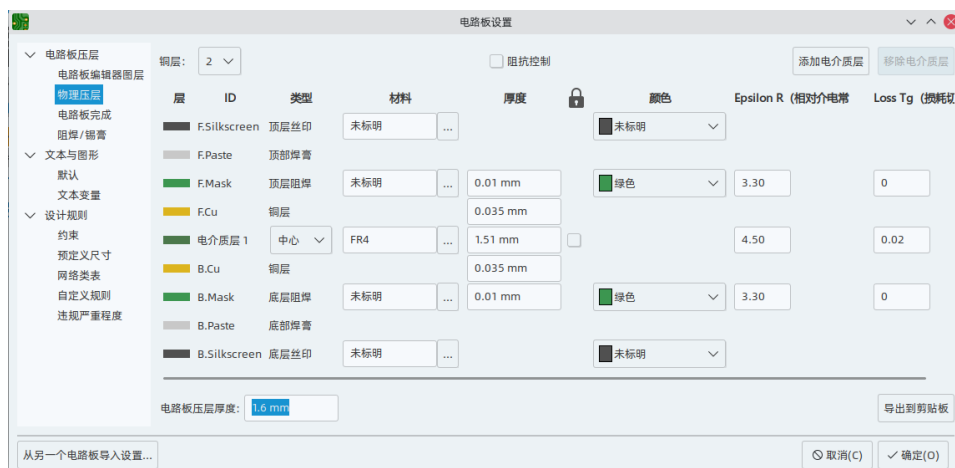 电路板设置
电路板压层
电路板编辑器图层
物理压层
电路板完成
阻焊/锡膏
文本与图形
默认
文本变量
设计规则
约束
预定义尺寸
网络类表
自定义规则
违规严重程度
铜层: 2 阻抗控制 添加电介质层 移除电介质层
层 ID 类型 材料 厚度 颜色 Epsilon R（相对介电常 Loss Tg（损耗切
F.Silkscreen 顶层丝印 未标明 ... 未标明
F.Paste 顶部焊膏
F.Mask 顶层阻焊 未标明 ... 0.01 mm 绿色 3.30 0
F.Cu 铜层 0.035 mm
电介质层 1 中心 FR4 ... 1.51 mm 4.50 0.02
B.Cu 铜层 0.035 mm
B.Mask 底层阻焊 未标明 ... 0.01 mm 绿色 3.30 0
B.Paste 底部焊膏
B.Silkscreen 底层丝印 未标明 ... 未标明
电路板压层厚度: 1.6 mm 导出到剪贴板
从另一个电路板导入设置... 取消(C) 确定(O)